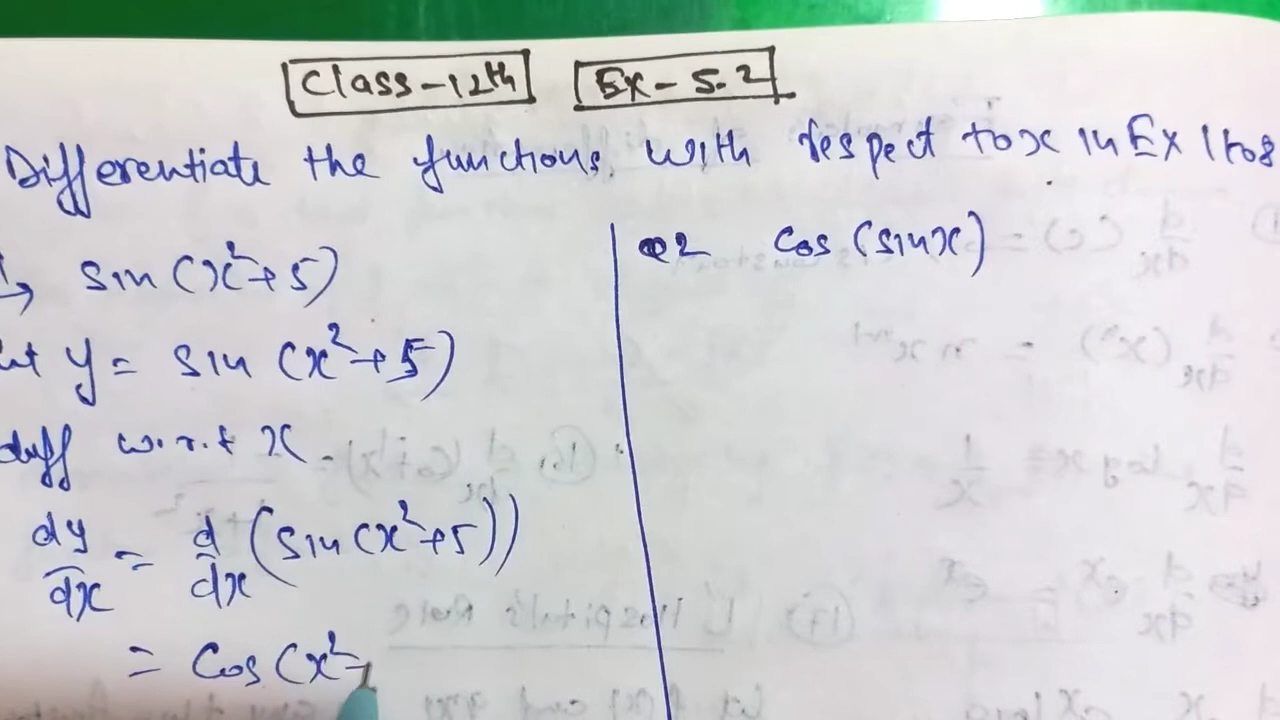 Class-12th Ex-5.2
Differentiate the functions with respect to x in Ex 1 to 8
sin (x²+5)
y = sin (x²+5)
diff w.r.t x
dy/dx = d/dx (sin (x²+5))
= Cos (x²
Q2 Cos (sinx)